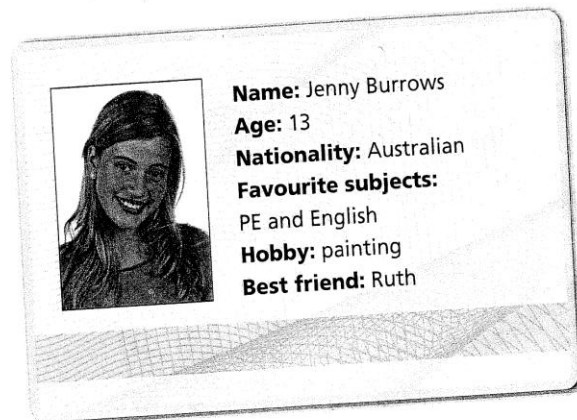 Name: Jenny Burrows
Age: 13
Nationality: Australian
Favourite subjects:
PE and English
Hobby: painting
Best friend: Ruth